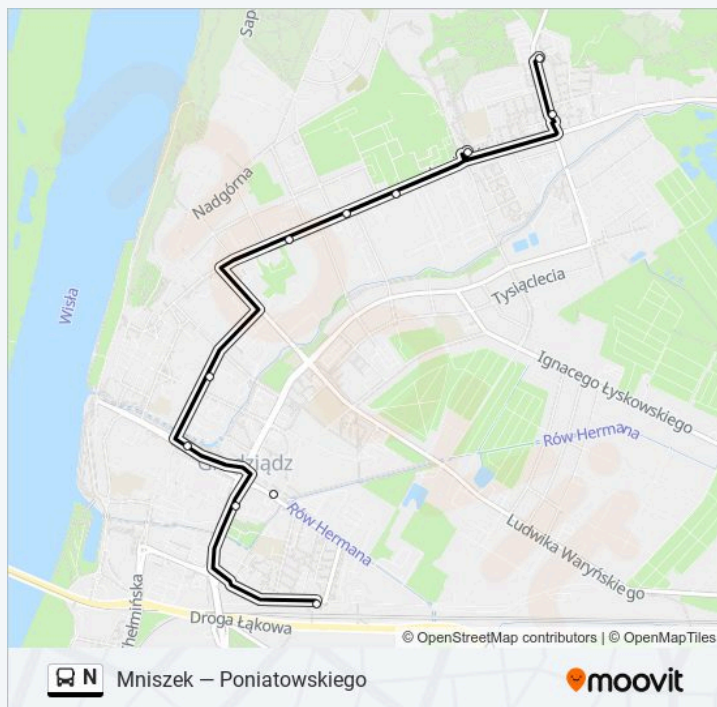 Sap
Nadgórna
Wisła
Tysiąclecia
Ignacego Łyskowskiego
Rów Hermana
Grudziądz
Rów Hermana
Ludwika Waryńskiego
hełmińska
Droga Łąkowa
© OpenStreetMap contributors | © OpenMapTiles
N Mniszek — Poniatowskiego
moovit